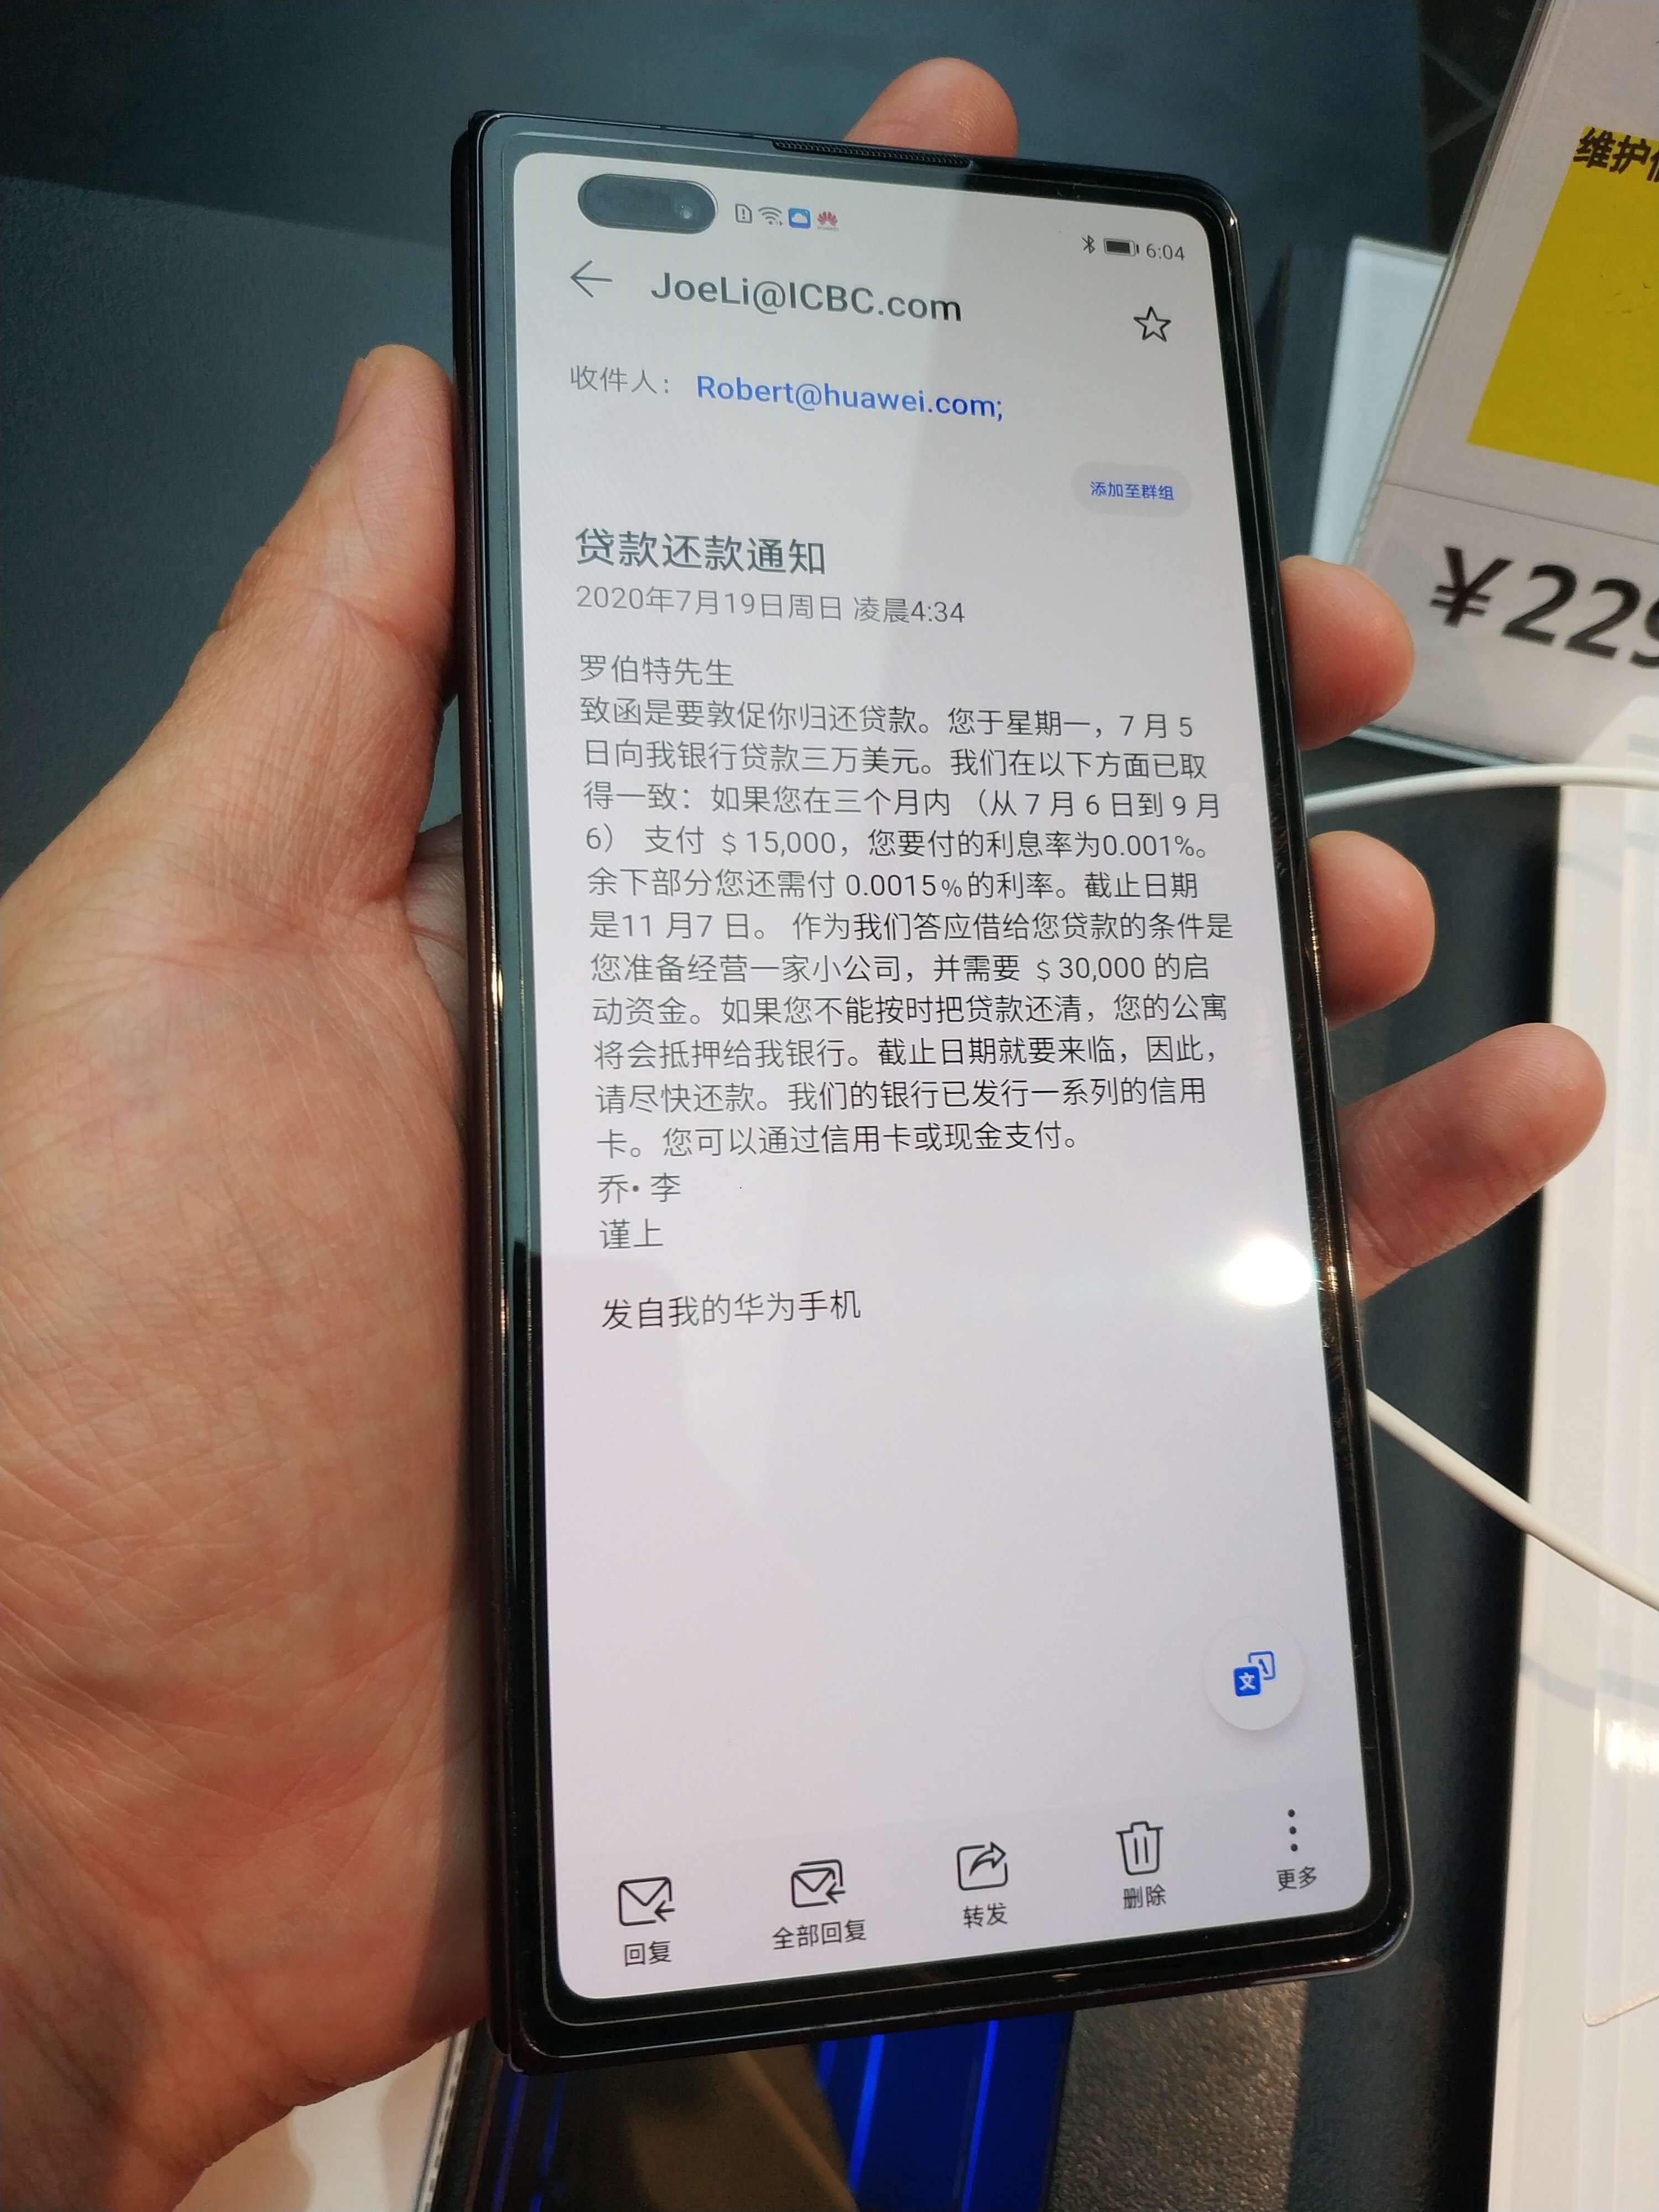 6:04
JoeLi@ICBC.com
收件人： Robert@huawei.com;
添加至群组
贷款还款通知
2020年7月19日周日 凌晨4:34
罗伯特先生
致函是要敦促你归还贷款。您于星期一，7 月 5
日向我银行贷款三万美元。我们在以下方面已取
得一致：如果您在三个月内 （从 7 月 6 日到 9 月
6） 支付 ＄15,000，您要付的利息率为0.001%。
余下部分您还需付 0.0015%的利率。截止日期
是11 月7 日。 作为我们答应借给您贷款的条件是
您准备经营一家小公司，并需要 ＄30,000 的启
动资金。如果您不能按时把贷款还清，您的公寓
将会抵押给我银行。截止日期就要来临，因此，
请尽快还款。我们的银行已发行一系列的信用
卡。您可以通过信用卡或现金支付。
乔• 李
谨上
发自我的华为手机
文
回复
全部回复
转发
删除
更多
维护
¥229